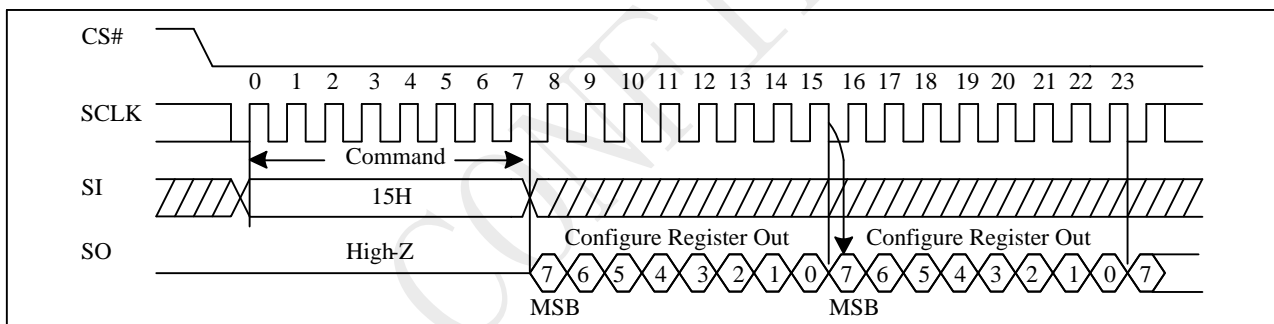 CS#
0 1 2 3 4 5 6 7 8 9 10 11 12 13 14 15 16 17 18 19 20 21 22 23
SCLK
Command
SI
15H
SO
High-Z
Configure Register Out Configure Register Out
7 6 5 4 3 2 1 0 7 6 5 4 3 2 1 0 7
MSB MSB